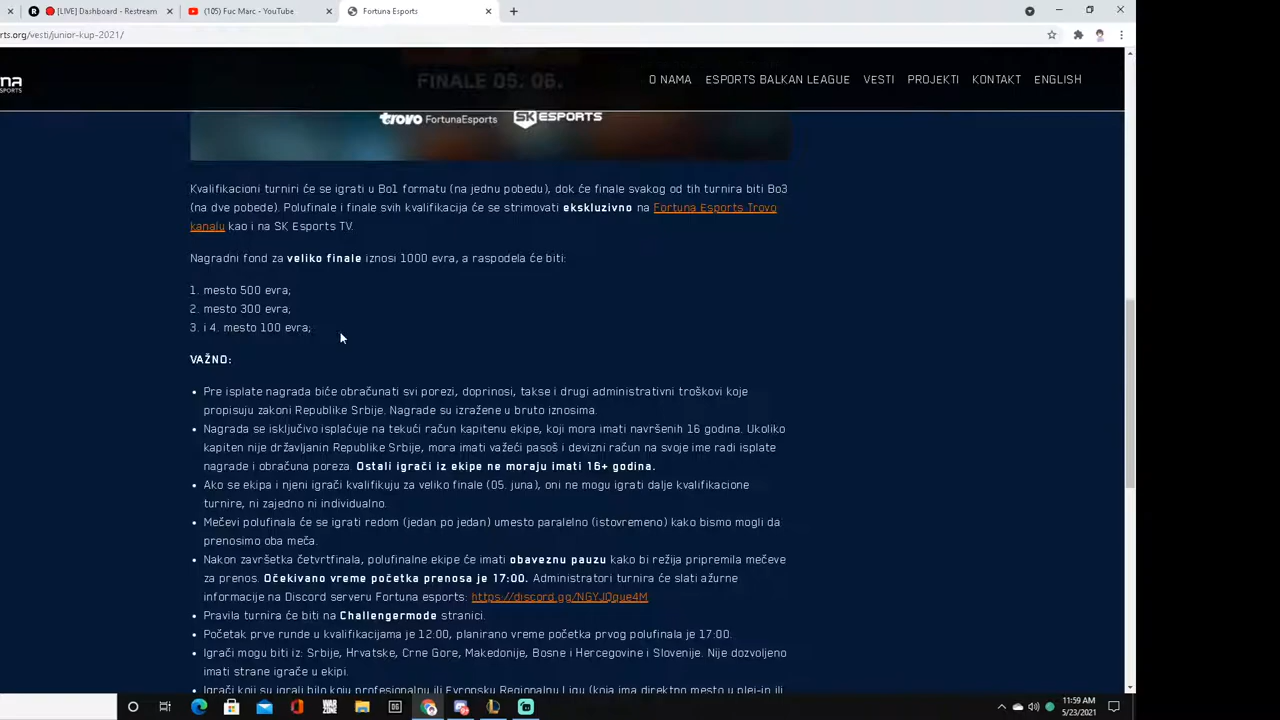 [LIVE] Dashboard - Restream
(105) Fuc Marc - YouTube
Fortuna Esports
rts.org/vesti/junior-kup-2021/
O NAMA ESPORTS BALKAN LEAGUE VESTI PROJEKTI KONTAKT ENGLISH
FINALE 05. 06.
trovo FortunaEsports SK ESPORTS
Kvalifikacioni turniri će se igrati u Bo1 formatu (na jednu pobedu), dok će finale svakog od tih turnira biti Bo3
(na dve pobede). Polufinale i finale svih kvalifikacija će se strimovati ekskluzivno na Fortuna Esports Trovo
kanalu kao i na SK Esports TV.
Nagradni fond za veliko finale iznosi 1000 evra, a raspodela će biti:
1. mesto 500 evra;
2. mesto 300 evra,
3. i 4. mesto 100 evra;
VAŽNO:
• Pre isplate nagrada biće obračunati svi porezi, doprinosi, takse i drugi administrativni troškovi koje
propisuju zakoni Republike Srbije. Nagrade su izražene u bruto iznosima.
• Nagrada se isključivo isplaćuje na tekući račun kapitenu ekipe, koji mora imati navršenih 16 godina. Ukoliko
kapiten nije državljanin Republike Srbije, mora imati važeći pasoš i devizni račun na svoje ime radi isplate
nagrade i obračuna poreza. Ostali igrači iz ekipe ne moraju imati 16+ godina.
• Ako se ekipa i njeni igrači kvalifikuju za veliko finale (05. juna), oni ne mogu igrati dalje kvalifikacione
turnire, ni zajedno ni individualno.
• Mečevi polufinala će se igrati redom (jedan po jedan) umesto paralelno (istovremeno) kako bismo mogli da
prenosimo oba meča.
• Nakon završetka četvrtfinala, polufinalne ekipe će imati obaveznu pauzu kako bi režija pripremila mečeve
za prenos. Očekivano vreme početka prenosa je 17:00. Administratori turnira će slati ažurne
informacije na Discord serveru Fortuna esports: https://discord.gg/NGYJQque4M
• Pravila turnira će biti na Challengermode stranici.
• Početak prve runde u kvalifikacijama je 12:00, planirano vreme početka prvog polufinala je 17:00.
• Igrači mogu biti iz: Srbije, Hrvatske, Crne Gore, Makedonije, Bosne i Hercegovine i Slovenije. Nije dozvoljeno
imati strane igrače u ekipi.
• Igrači koji su igrali bilo koju profesionalnu ili Evropsku Regionalnu Ligu (koja ima direktno mesto u plej-in ili
WAR
ZONE
11:59 AM
5/23/2021